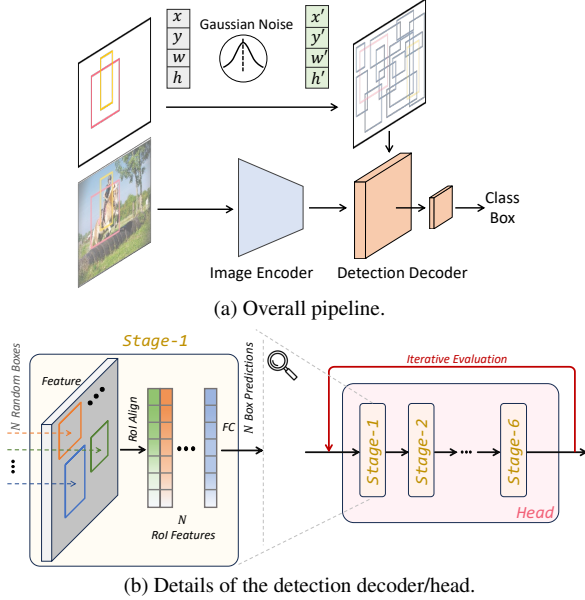 x
y
w
h
Gaussian Noise
x'
y'
w'
h'
Image Encoder
Detection Decoder
Class
Box
(a) Overall pipeline.
N Random Boxes
Stage-1
Feature
RoI Align
FC
N
RoI Features
N Box Predictions
Iterative Evaluation
Stage-1
Stage-2
Stage-6
Head
(b) Details of the detection decoder/head.